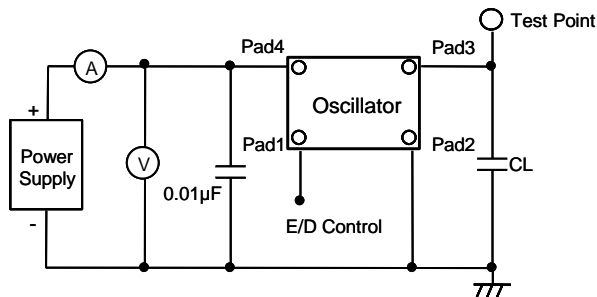 Test Point
Pad4
Pad3
A
Oscillator
+
Power
Supply
V
Pad1
Pad2
CL
0.01µF
-
E/D Control